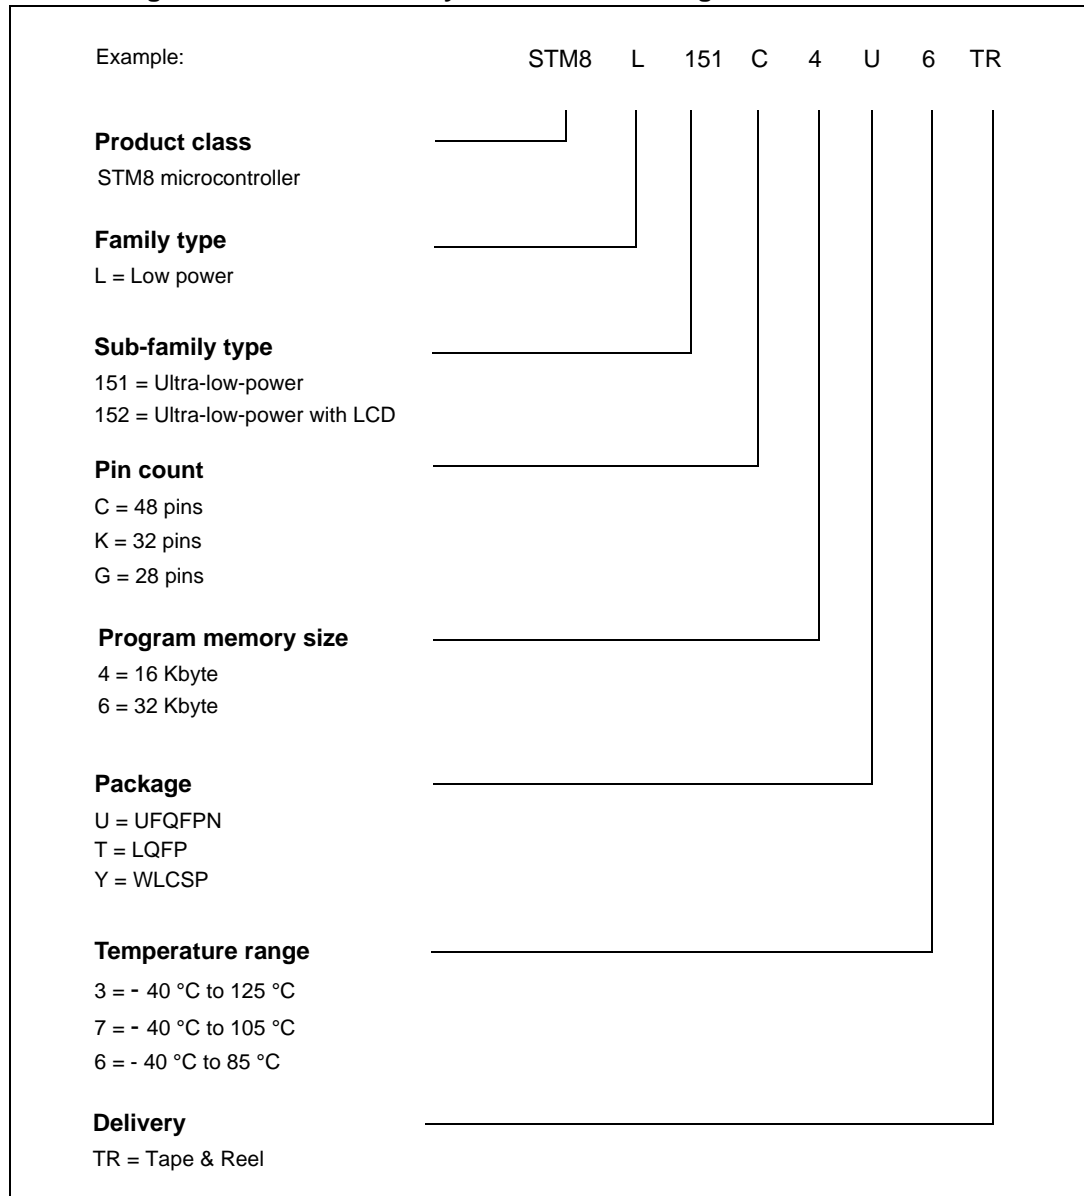 Example: STM8 L 151 C 4 U 6 TR
Product class
STM8 microcontroller
Family type
L = Low power
Sub-family type
151 = Ultra-low-power
152 = Ultra-low-power with LCD
Pin count
C = 48 pins
K = 32 pins
G = 28 pins
Program memory size
4 = 16 Kbyte
6 = 32 Kbyte
Package
U = UFQFPN
T = LQFP
Y = WLCSP
Temperature range
3 = - 40 °C to 125 °C
7 = - 40 °C to 105 °C
6 = - 40 °C to 85 °C
Delivery
TR = Tape & Reel